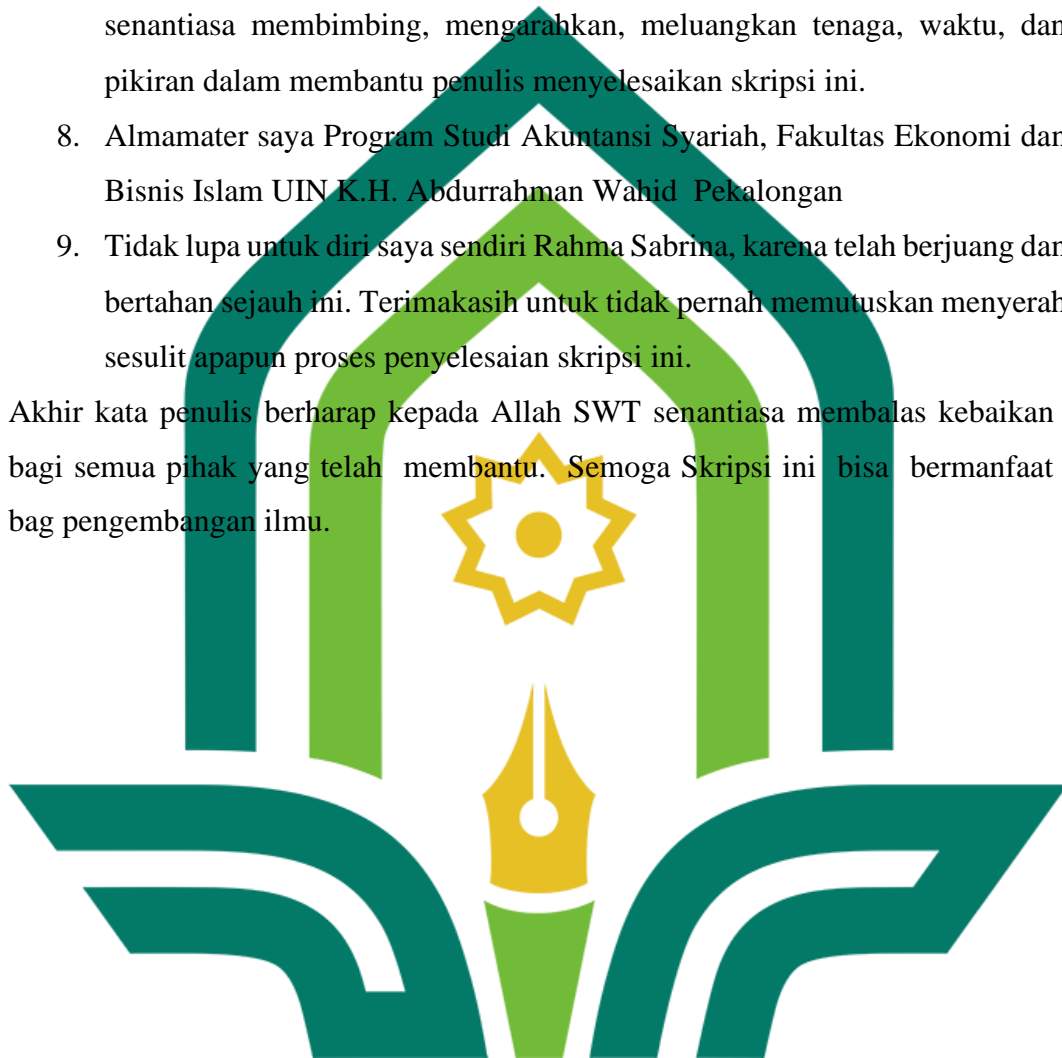 senantiasa membimbing, mengarahkan, meluangkan tenaga, waktu, dan
pikiran dalam membantu penulis menyelesaikan skripsi ini.
8. Almamater saya Program Studi Akuntansi Syariah, Fakultas Ekonomi dan
Bisnis Islam UIN K.H. Abdurrahman Wahid Pekalongan
9. Tidak lupa untuk diri saya sendiri Rahma Sabrina, karena telah berjuang dan
bertahan sejauh ini. Terimakasih untuk tidak pernah memutuskan menyerah
sesulit apapun proses penyelesaian skripsi ini.
Akhir kata penulis berharap kepada Allah SWT senantiasa membalas kebaikan
bagi semua pihak yang telah membantu. Semoga Skripsi ini bisa bermanfaat
bag pengembangan ilmu.